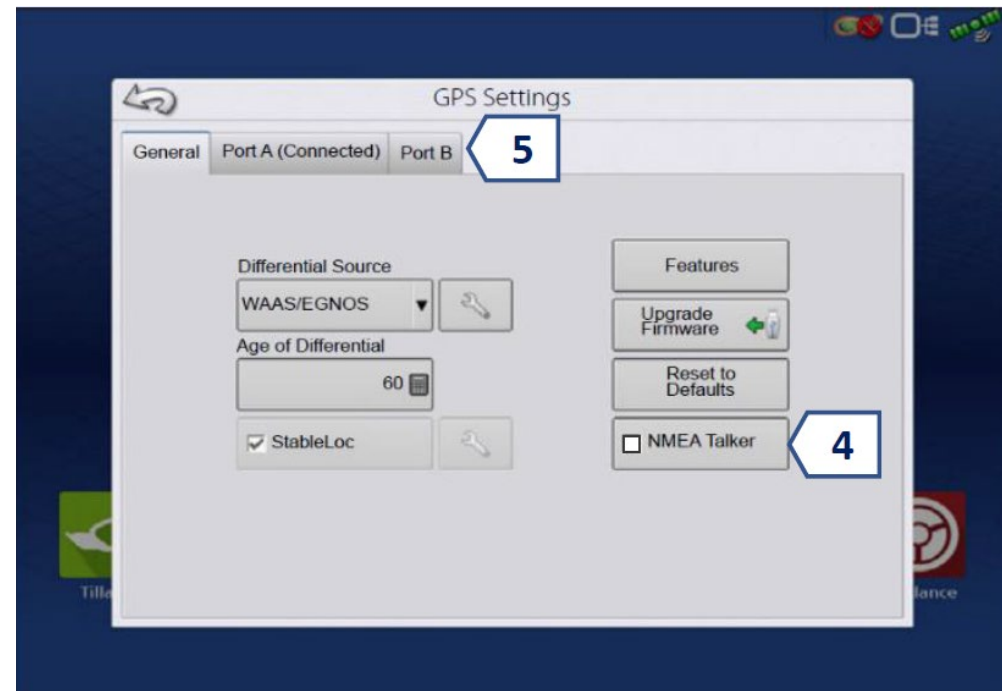 GPS Settings
General
Port A (Connected)
Port B
5
Differential Source
WAAS/EGNOS
Age of Differential
60
StableLoc
Features
Upgrade
Firmware
Reset to
Defaults
NMEA Talker
4